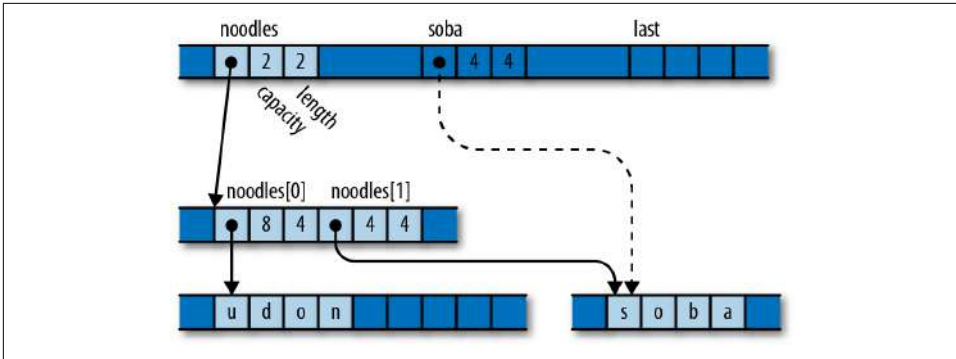 noodles soba last
2 2 4 4
capacity
length
noodles[0] noodles[1]
8 4 4 4
u d o n s o b a